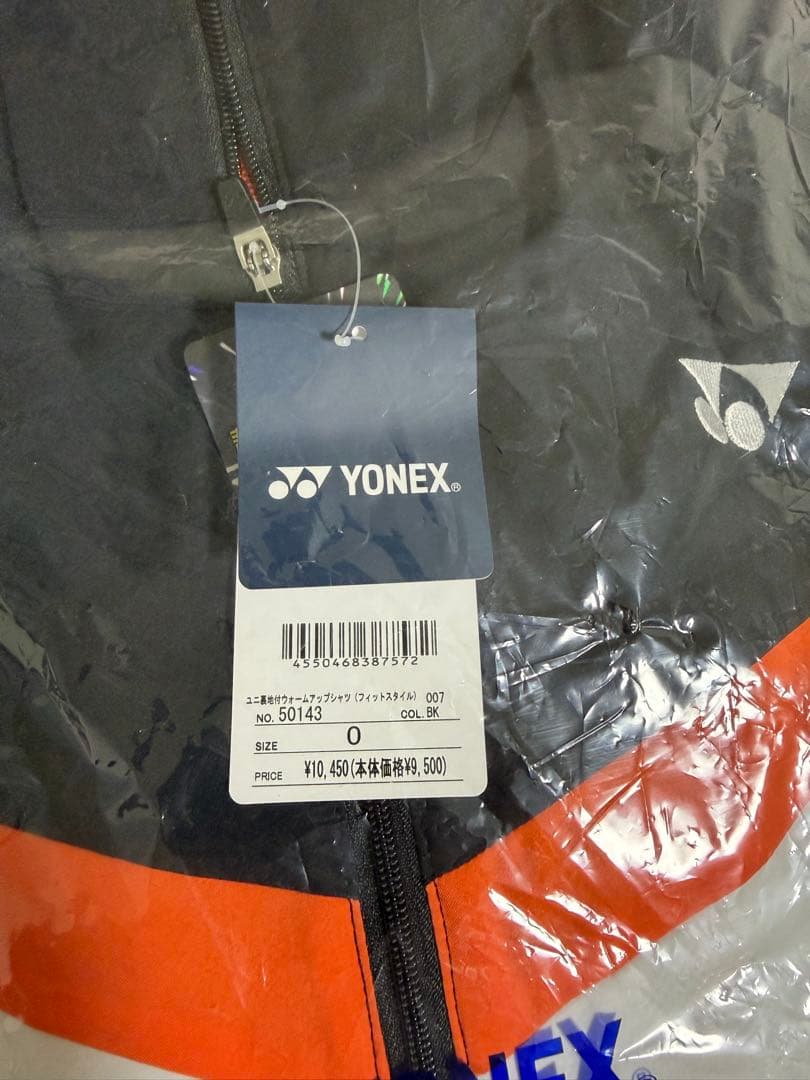 YONEX®
4550468387572
ユニ裏地付ウォームアップシャツ（フィットスタイル） 007
NO. 50143 COL. BK
SIZE O
PRICE ¥10,450(本体価格¥9,500)
NEX®